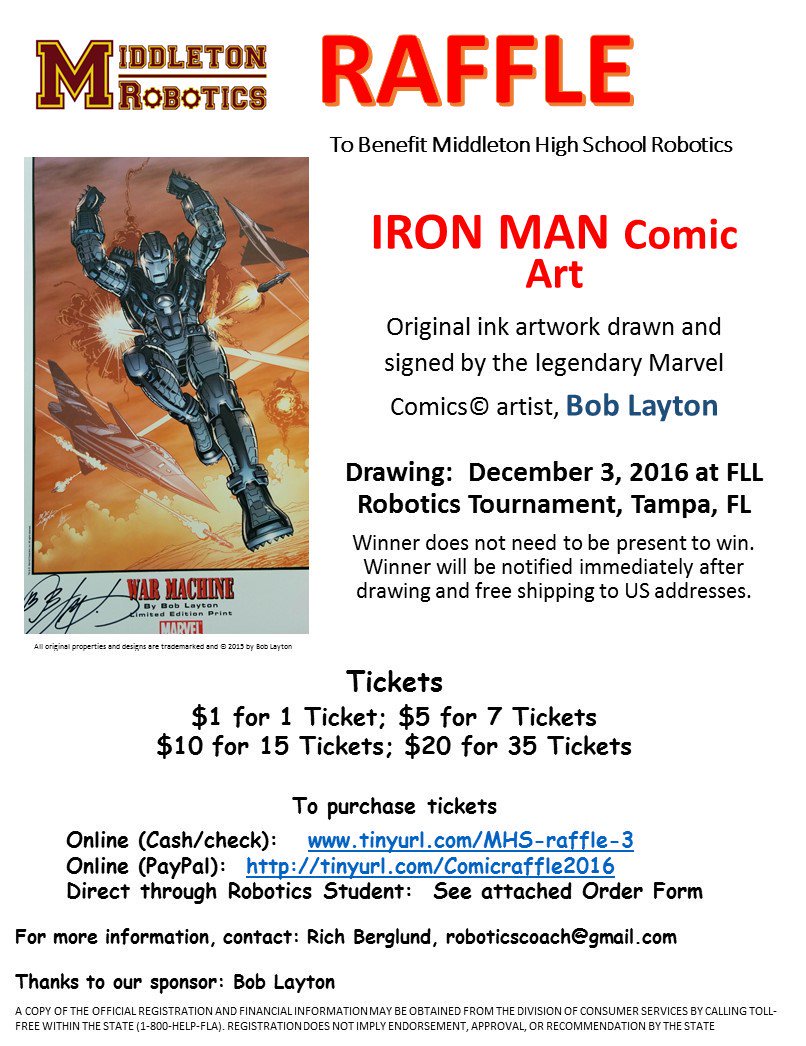 MIDDLETON
ROBOTICS
RAFFLE
To Benefit Middleton High School Robotics
IRON MAN Comic
Art
Original ink artwork drawn and
signed by the legendary Marvel
Comics© artist, Bob Layton
Drawing: December 3, 2016 at FLL
Robotics Tournament, Tampa, FL
Winner does not need to be present to win.
Winner will be notified immediately after
drawing and free shipping to US addresses.
WAR MACHINE
By Bob Layton
Limited Edition Print
MARVEL
All original properties and designs are trademarked and © 2015 by Bob Layton
Tickets
$1 for 1 Ticket; $5 for 7 Tickets
$10 for 15 Tickets; $20 for 35 Tickets
To purchase tickets
Online (Cash/check): www.tinyurl.com/MHS-raffle-3
Online (PayPal): http://tinyurl.com/Comicraffle2016
Direct through Robotics Student: See attached Order Form
For more information, contact: Rich Berglund, roboticscoach@gmail.com
Thanks to our sponsor: Bob Layton
A COPY OF THE OFFICIAL REGISTRATION AND FINANCIAL INFORMATION MAY BE OBTAINED FROM THE DIVISION OF CONSUMER SERVICES BY CALLING TOLL-
FREE WITHIN THE STATE (1-800-HELP-FLA). REGISTRATION DOES NOT IMPLY ENDORSEMENT, APPROVAL, OR RECOMMENDATION BY THE STATE